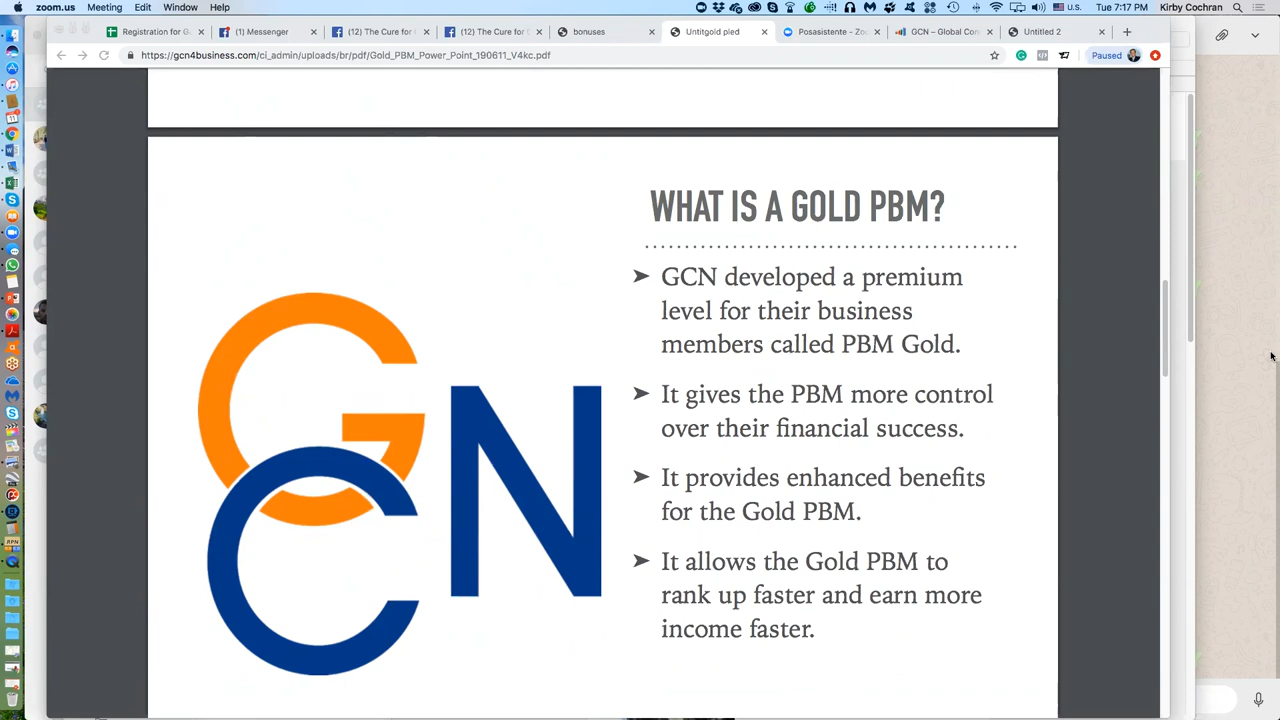 zoom.us Meeting Edit Window Help
U.S. Tue 7:17 PM Kirby Cochran
Registration for G
(1) Messenger
(12) The Cure for C
(12) The Cure for C
bonuses
Untitgold pled
Posasistente - Zo
GCN – Global Con
Untitled 2
https://gcn4business.com/ci_admin/uploads/br/pdf/Gold_PBM_Power_Point_190611_V4kc.pdf
Paused
WHAT IS A GOLD PBM?
➤ GCN developed a premium
level for their business
members called PBM Gold.
➤ It gives the PBM more control
over their financial success.
➤ It provides enhanced benefits
for the Gold PBM.
➤ It allows the Gold PBM to
rank up faster and earn more
income faster.
GCN